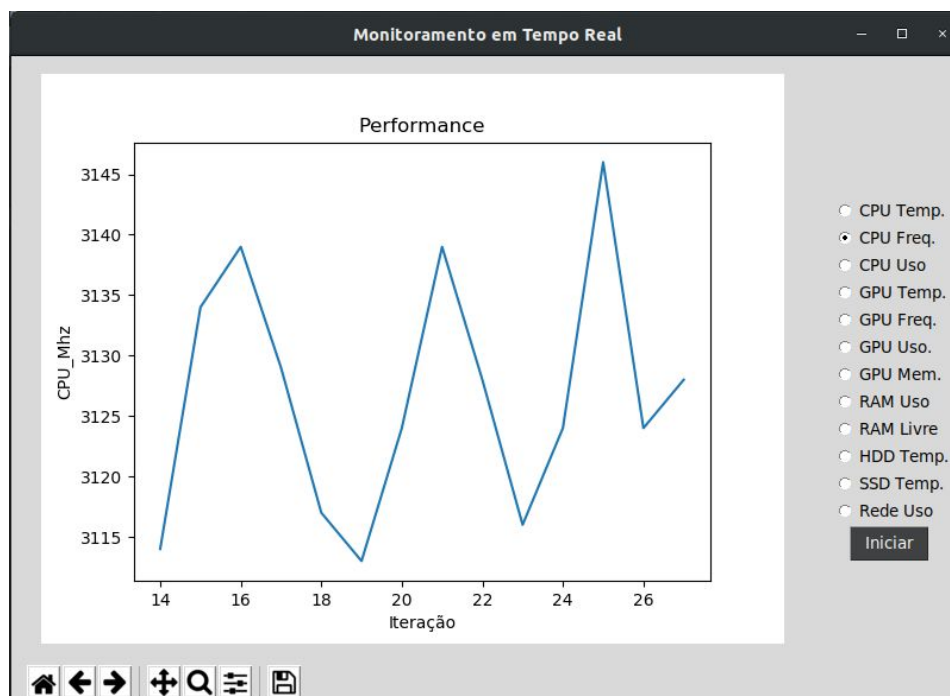 Monitoramento em Tempo Real
Performance
3145
3140
3135
3130
3125
3120
3115
CPU_Mhz
14 16 18 20 22 24 26
Iteração
CPU Temp.
CPU Freq.
CPU Uso
GPU Temp.
GPU Freq.
GPU Uso.
GPU Mem.
RAM Uso
RAM Livre
HDD Temp.
SSD Temp.
Rede Uso
Iniciar